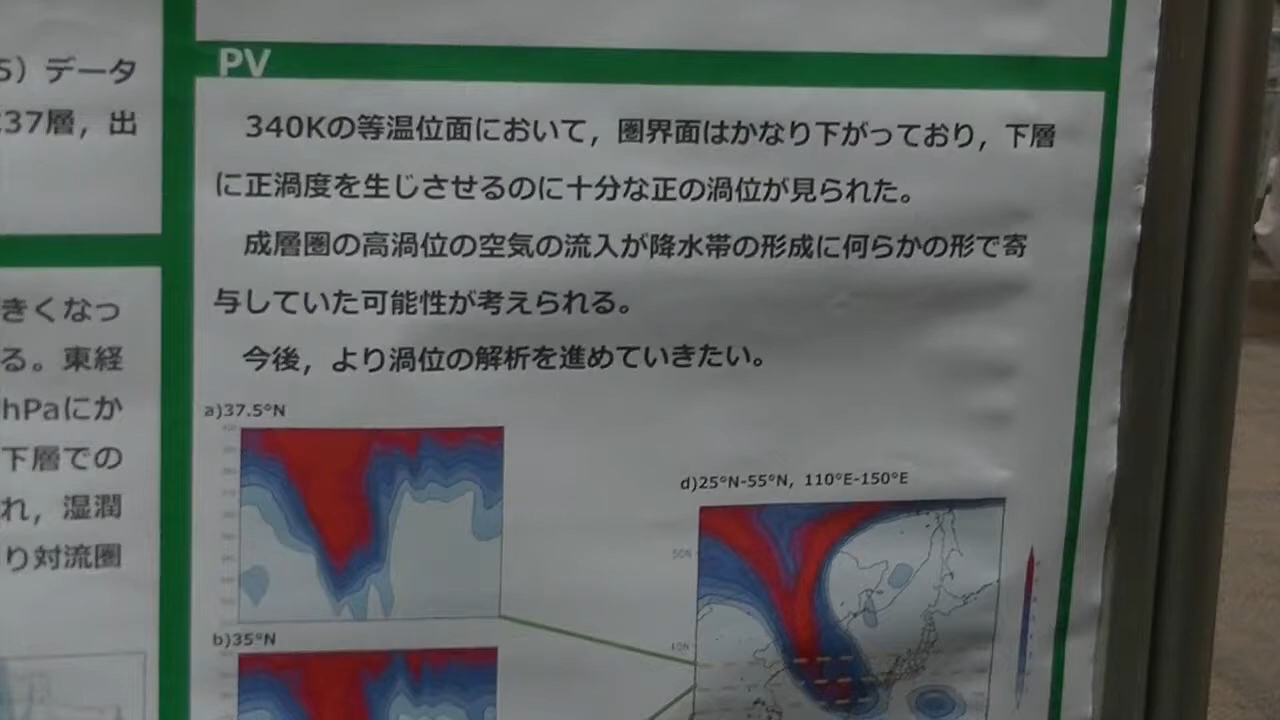 5）データ
37層，出
きくなっ
る。東経
hPaにか
下層での
れ，湿潤
り対流圏
PV
340Kの等温位面において，圏界面はかなり下がっており，下層
に正渦度を生じさせるのに十分な正の渦位が見られた。
成層圏の高渦位の空気の流入が降水帯の形成に何らかの形で寄
与していた可能性が考えられる。
今後，より渦位の解析を進めていきたい。
a)37.5°N
b)35°N
d)25°N-55°N，110°E-150°E
50N
40N